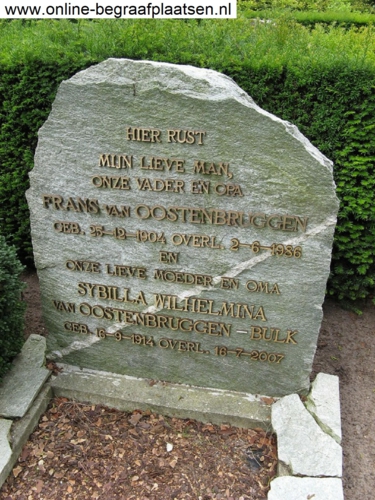 www.online-begraafplaatsen.nl
HIER RUST
MIJN LIEVE MAN,
ONZE VADER EN OPA
FRANS VAN OOSTENBRUGGEN
GEB. 25-12-1904 OVERL. 2-6-1986
EN
ONZE LIEVE MOEDER EN OMA
SYBILLA WILHELMINA
VAN OOSTENBRUGGEN - BULK
GEB. 16-9-1914 OVERL. 18-7-2007